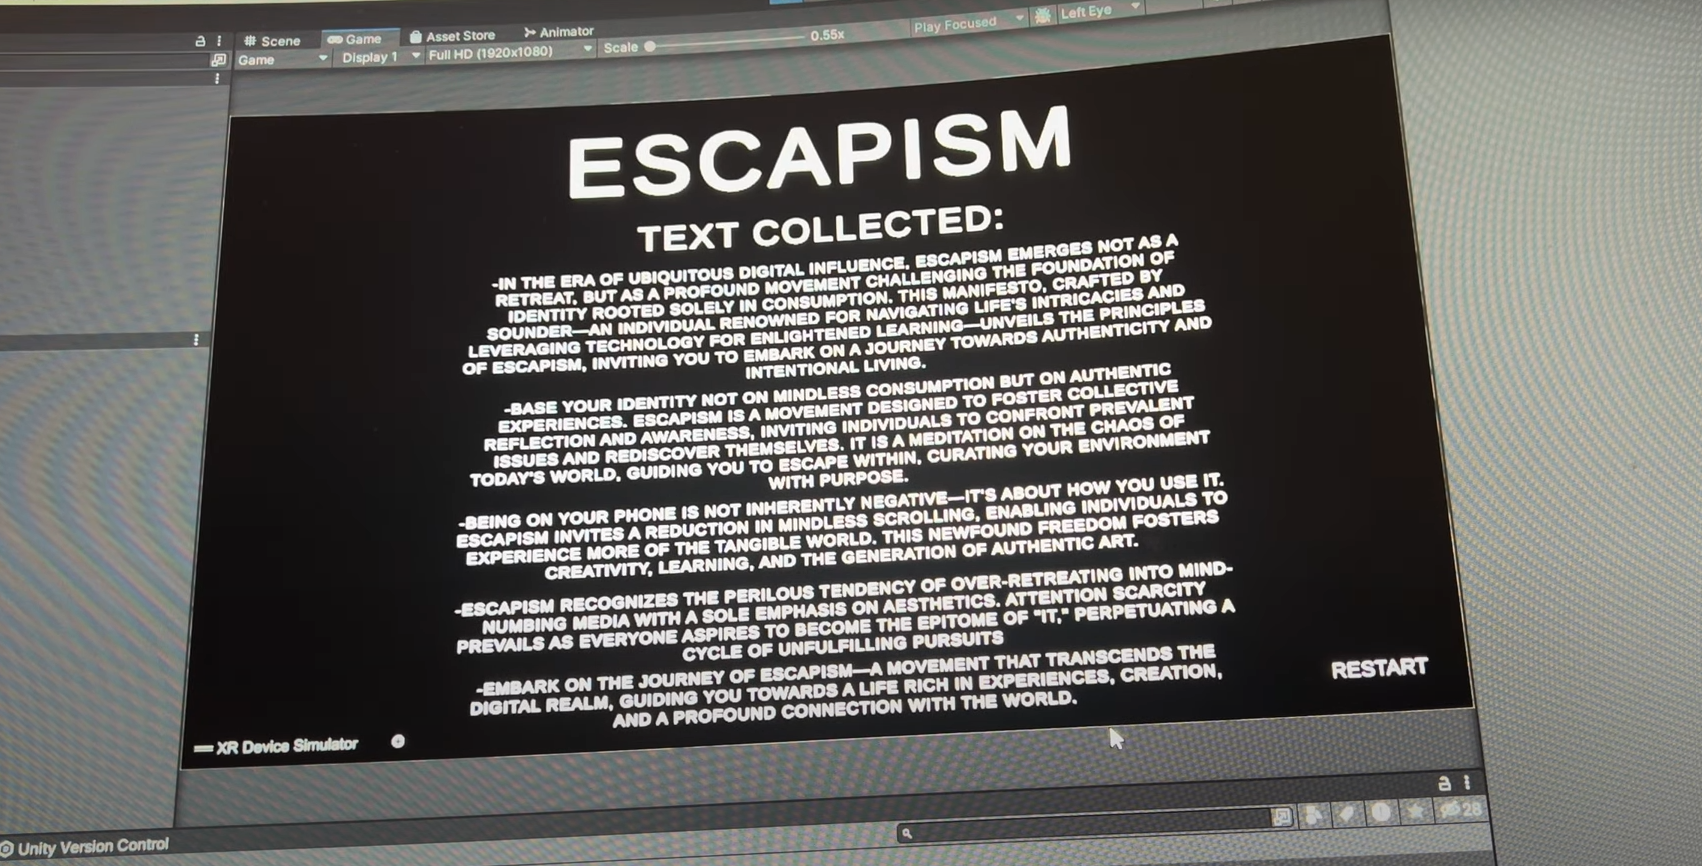 Scene
Game
Asset Store
Animator
Game
Display 1
Full HD (1920x1080)
Scale
0.55x
Play Focused
Left Eye
ESCAPISM
TEXT COLLECTED:
-IN THE ERA OF UBIQUITOUS DIGITAL INFLUENCE, ESCAPISM EMERGES NOT AS A
RETREAT, BUT AS A PROFOUND MOVEMENT CHALLENGING THE FOUNDATION OF
IDENTITY ROOTED SOLELY IN CONSUMPTION. THIS MANIFESTO, CRAFTED BY
SOUNDER—AN INDIVIDUAL RENOWNED FOR NAVIGATING LIFE'S INTRICACIES AND
LEVERAGING TECHNOLOGY FOR ENLIGHTENED LEARNING—UNVEILS THE PRINCIPLES
OF ESCAPISM, INVITING YOU TO EMBARK ON A JOURNEY TOWARDS AUTHENTICITY AND
INTENTIONAL LIVING.
-BASE YOUR IDENTITY NOT ON MINDLESS CONSUMPTION BUT ON AUTHENTIC
EXPERIENCES. ESCAPISM IS A MOVEMENT DESIGNED TO FOSTER COLLECTIVE
REFLECTION AND AWARENESS, INVITING INDIVIDUALS TO CONFRONT PREVALENT
ISSUES AND REDISCOVER THEMSELVES. IT IS A MEDITATION ON THE CHAOS OF
TODAY'S WORLD, GUIDING YOU TO ESCAPE WITHIN, CURATING YOUR ENVIRONMENT
WITH PURPOSE.
-BEING ON YOUR PHONE IS NOT INHERENTLY NEGATIVE—IT'S ABOUT HOW YOU USE IT.
ESCAPISM INVITES A REDUCTION IN MINDLESS SCROLLING, ENABLING INDIVIDUALS TO
EXPERIENCE MORE OF THE TANGIBLE WORLD. THIS NEWFOUND FREEDOM FOSTERS
CREATIVITY, LEARNING, AND THE GENERATION OF AUTHENTIC ART.
-ESCAPISM RECOGNIZES THE PERILOUS TENDENCY OF OVER-RETREATING INTO MIND-
NUMBING MEDIA WITH A SOLE EMPHASIS ON AESTHETICS. ATTENTION SCARCITY
PREVAILS AS EVERYONE ASPIRES TO BECOME THE EPITOME OF "IT," PERPETUATING A
CYCLE OF UNFULFILLING PURSUITS
-EMBARK ON THE JOURNEY OF ESCAPISM—A MOVEMENT THAT TRANSCENDS THE
DIGITAL REALM, GUIDING YOU TOWARDS A LIFE RICH IN EXPERIENCES, CREATION,
AND A PROFOUND CONNECTION WITH THE WORLD.
RESTART
XR Device Simulator
28
Unity Version Control